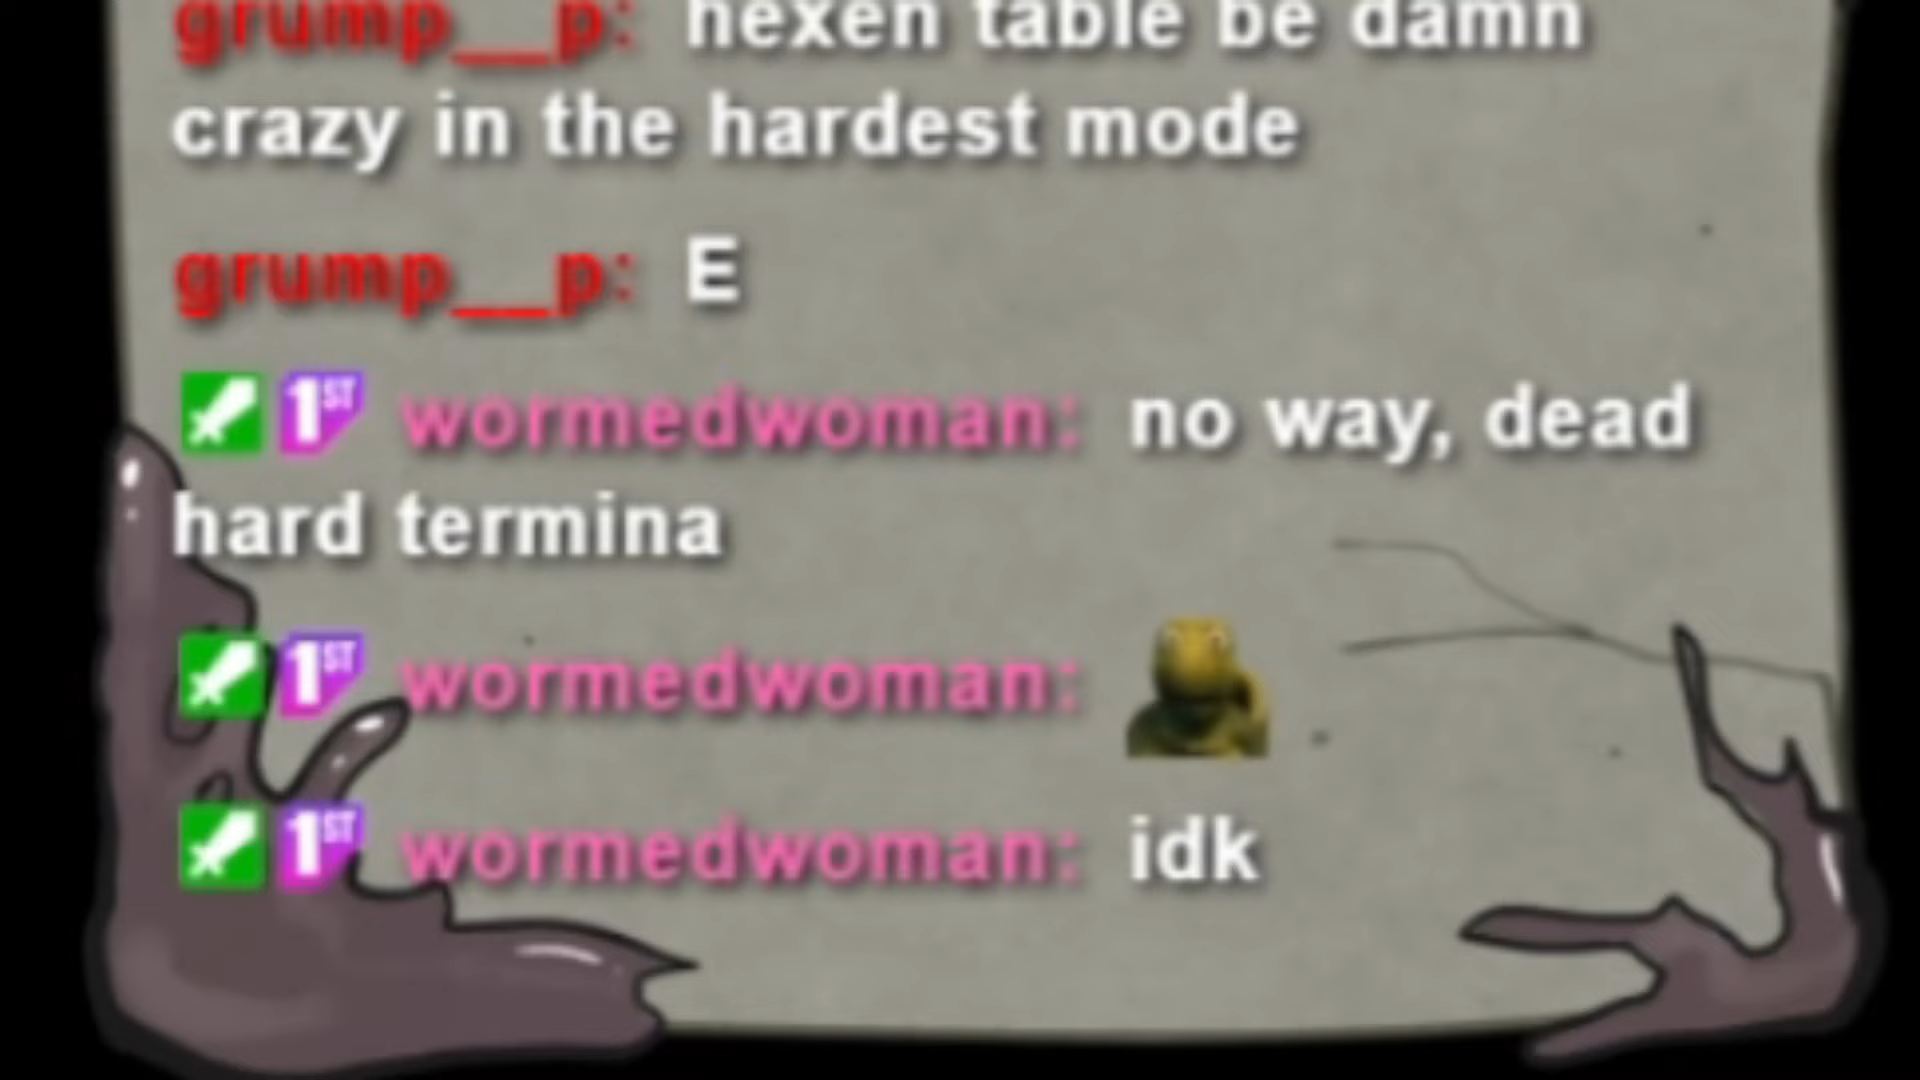 grump__p: hexen table be damn
crazy in the hardest mode
grump__p: E
1ST wormedwoman: no way, dead
hard termina
1ST wormedwoman:
1ST wormedwoman: idk